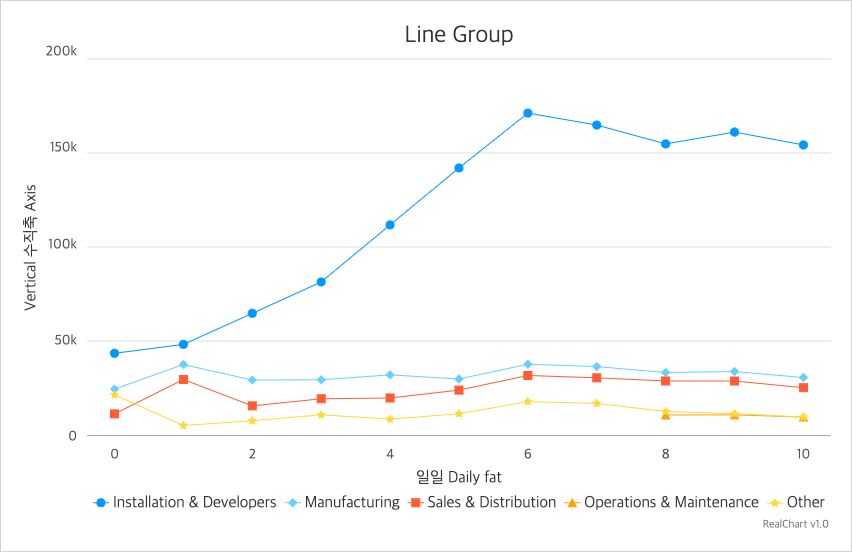 Line Group
200k
150k
100k
50k
0
Vertical 수직축 Axis
0 2 4 6 8 10
일일 Daily fat
Installation & Developers Manufacturing Sales & Distribution Operations & Maintenance Other
RealChart v1.0